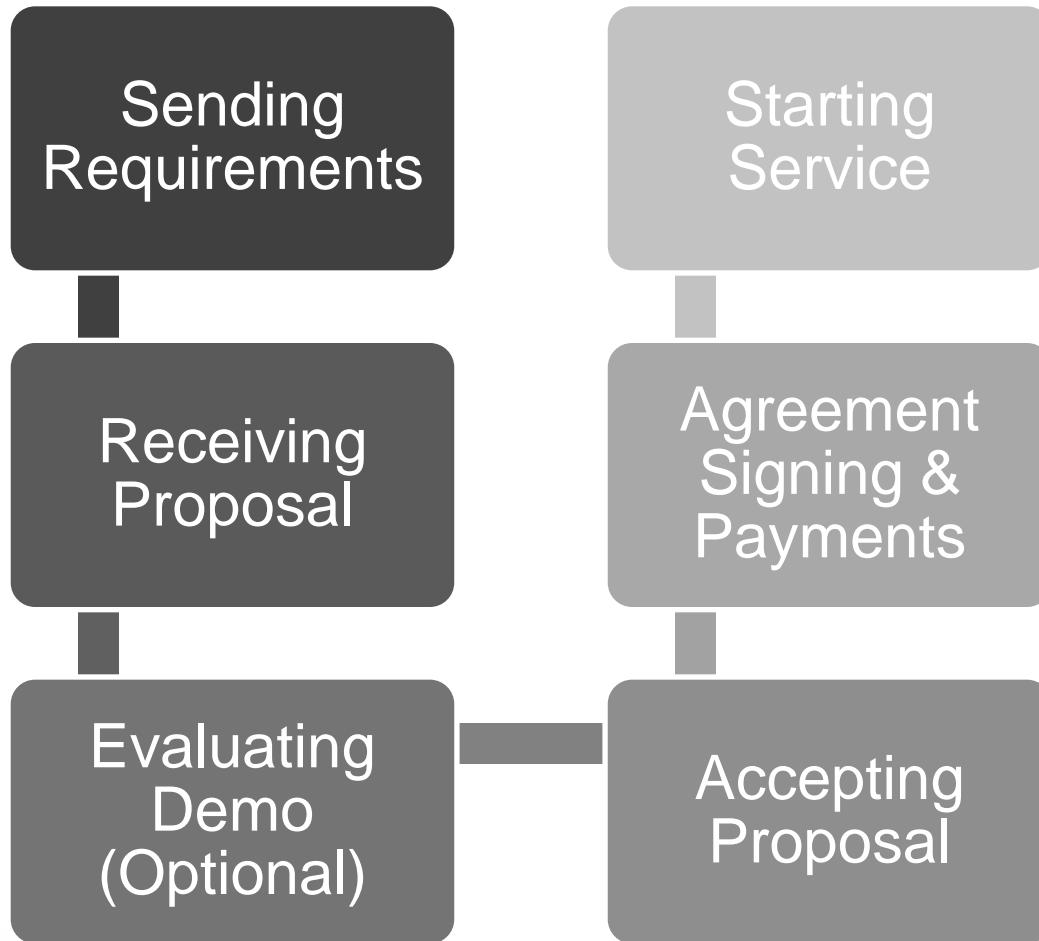 Sending
Requirements
Receiving
Proposal
Evaluating
Demo
(Optional)
Accepting
Proposal
Agreement
Signing &
Payments
Starting
Service